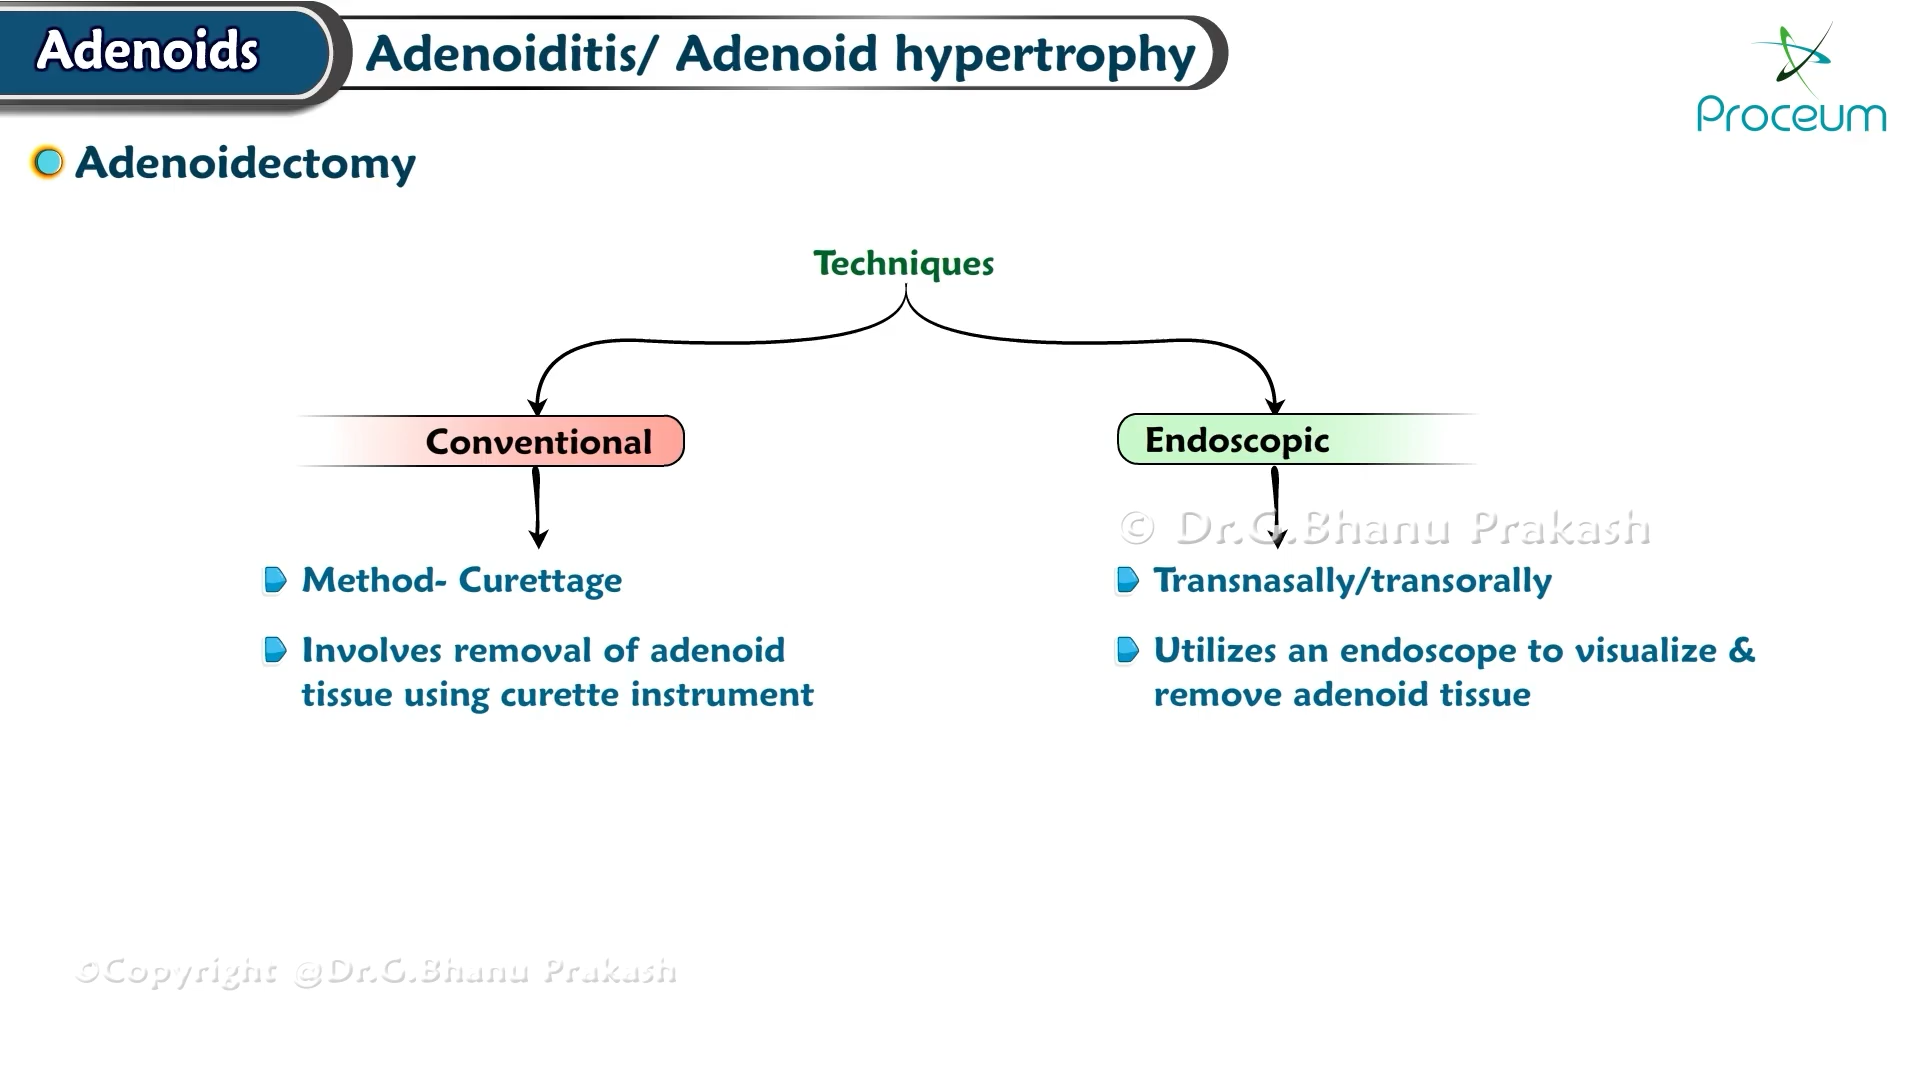 Adenoids
Adenoiditis/ Adenoid hypertrophy
Proceum
Adenoidectomy
Techniques
Conventional
Endoscopic
© Dr.G.Bhanu Prakash
Method- Curettage
Involves removal of adenoid
tissue using curette instrument
Transnasally/transorally
Utilizes an endoscope to visualize &
remove adenoid tissue
©Copyright @Dr.G.Bhanu Prakash